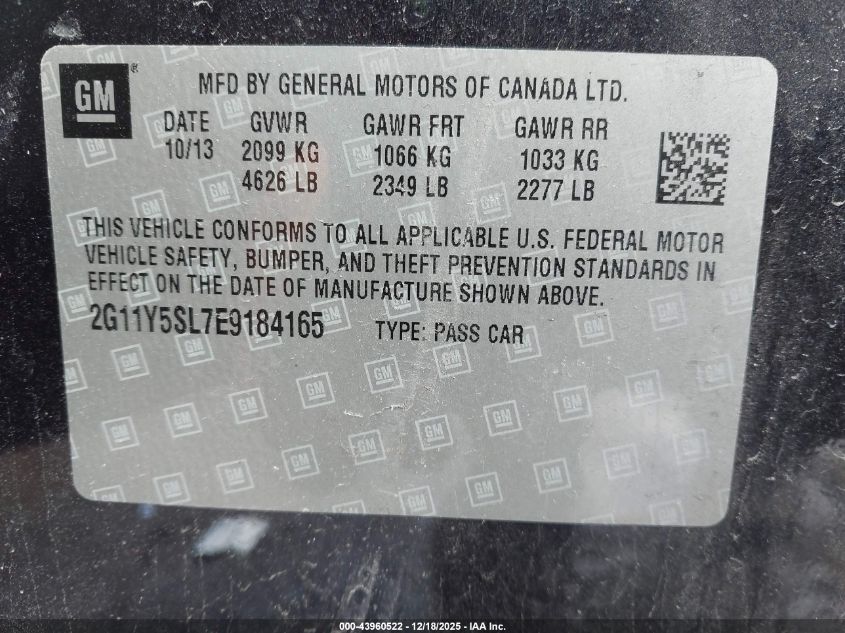 GM ®
MFD BY GENERAL MOTORS OF CANADA LTD.
DATE GVWR GAWR FRT GAWR RR
10/13 2099 KG 1066 KG 1033 KG
4626 LB 2349 LB 2277 LB
THIS VEHICLE CONFORMS TO ALL APPLICABLE U.S. FEDERAL MOTOR
VEHICLE SAFETY, BUMPER, AND THEFT PREVENTION STANDARDS IN
EFFECT ON THE DATE OF MANUFACTURE SHOWN ABOVE.
2G11Y5SL7E9184165 TYPE: PASS CAR
000-43960522 - 12/18/2025 - IAA Inc.